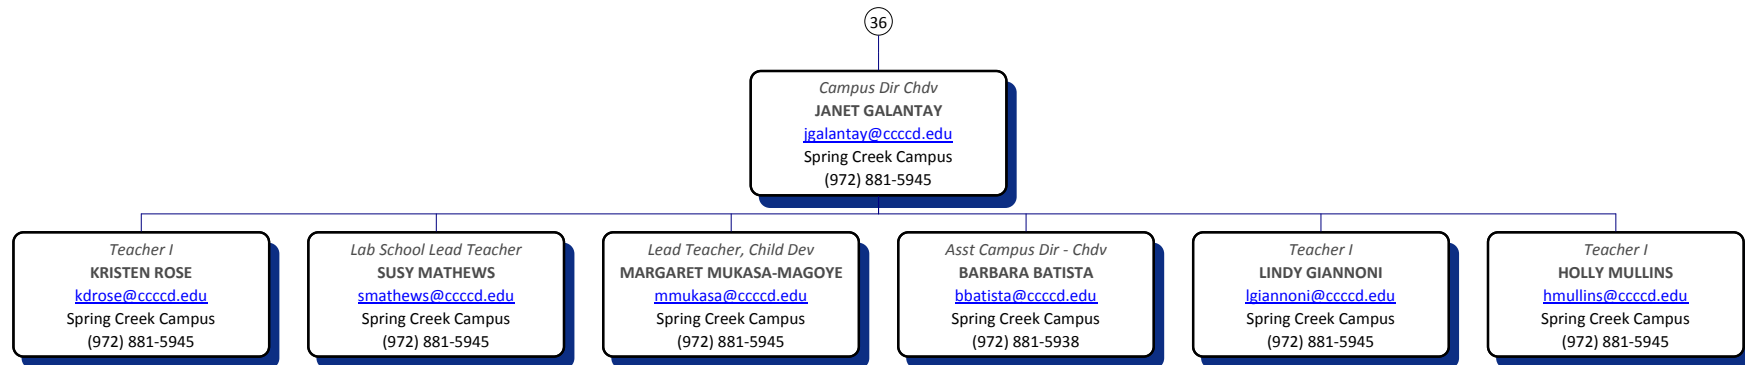 36
Campus Dir Chdv
JANET GALANTAY
jgalantay@ccccd.edu
Spring Creek Campus
(972) 881-5945
Teacher I
KRISTEN ROSE
kdrose@ccccd.edu
Spring Creek Campus
(972) 881-5945
Lab School Lead Teacher
SUSY MATHEWS
smathews@ccccd.edu
Spring Creek Campus
(972) 881-5945
Lead Teacher, Child Dev
MARGARET MUKASA-MAGOYE
mmukasa@ccccd.edu
Spring Creek Campus
(972) 881-5945
Asst Campus Dir - Chdv
BARBARA BATISTA
bbatista@ccccd.edu
Spring Creek Campus
(972) 881-5938
Teacher I
LINDY GIANNONI
lgiannoni@ccccd.edu
Spring Creek Campus
(972) 881-5945
Teacher I
HOLLY MULLINS
hmullins@ccccd.edu
Spring Creek Campus
(972) 881-5945